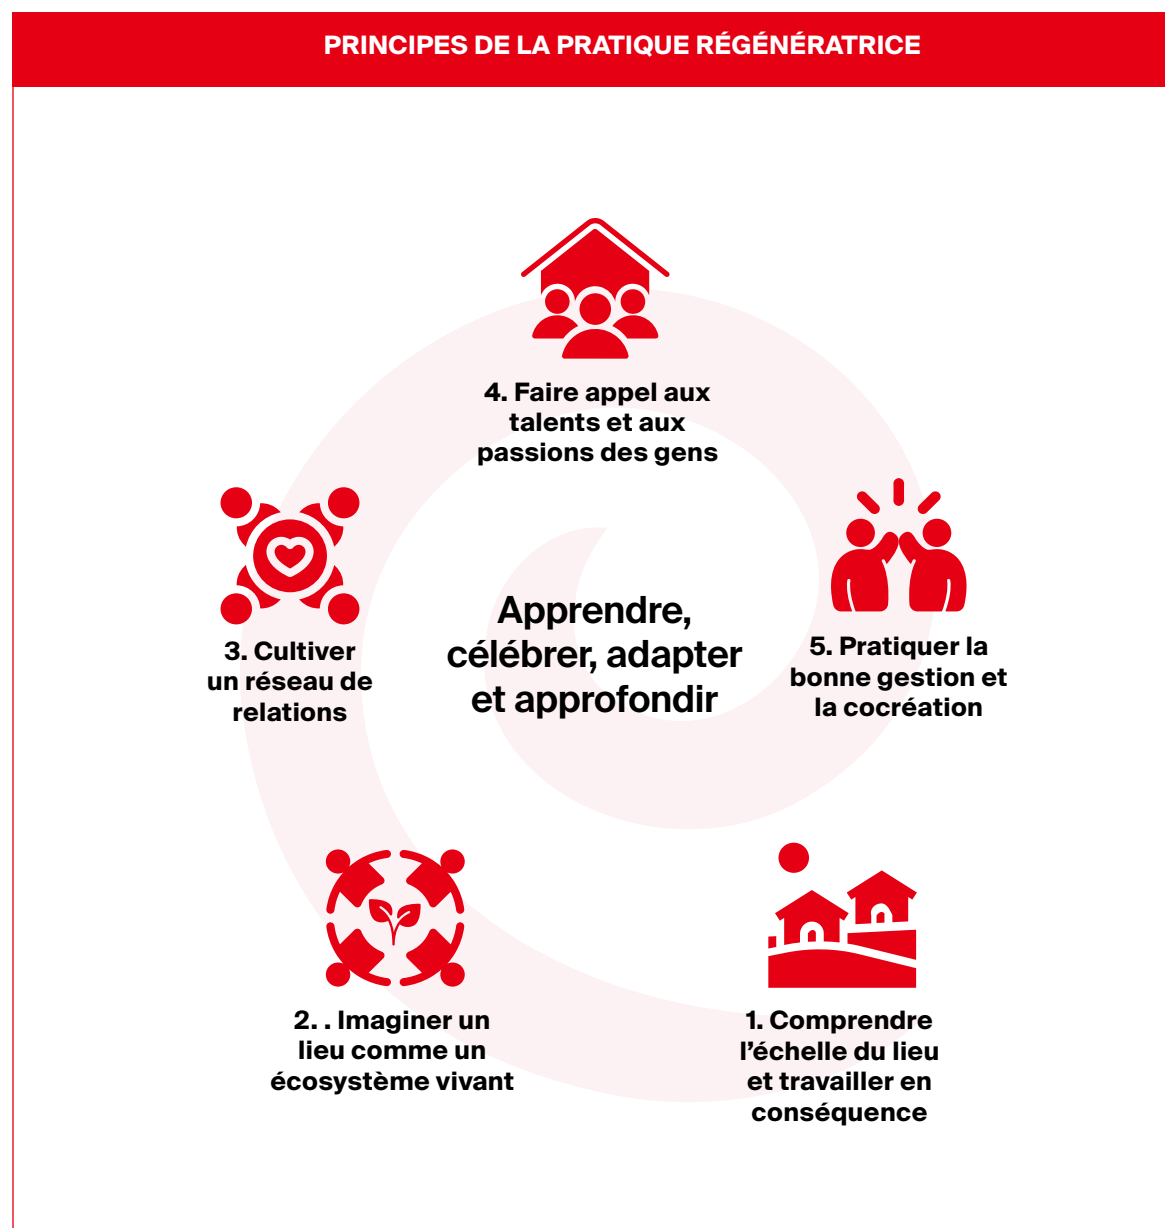 PRINCIPES DE LA PRATIQUE RÉGÉNÉRATRICE
4. Faire appel aux
talents et aux
passions des gens
3. Cultiver
un réseau de
relations
Apprendre,
célébrer, adapter
et approfondir
5. Pratiquer la
bonne gestion et
la cocréation
2. . Imaginer un
lieu comme un
écosystème vivant
1. Comprendre
l’échelle du lieu
et travailler en
conséquence